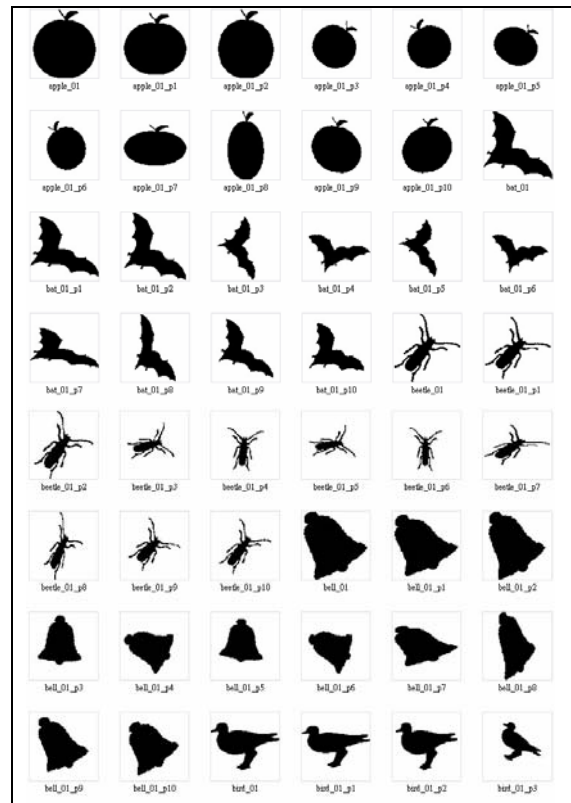 apple_01 apple_01_p1 apple_01_p2 apple_01_p3 apple_01_p4 apple_01_p5
apple_01_p6 apple_01_p7 apple_01_p8 apple_01_p9 apple_01_p10 bat_01
bat_01_p1 bat_01_p2 bat_01_p3 bat_01_p4 bat_01_p5 bat_01_p6
bat_01_p7 bat_01_p8 bat_01_p9 bat_01_p10 beetle_01 beetle_01_p1
beetle_01_p2 beetle_01_p3 beetle_01_p4 beetle_01_p5 beetle_01_p6 beetle_01_p7
beetle_01_p8 beetle_01_p9 beetle_01_p10 bell_01 bell_01_p1 bell_01_p2
bell_01_p3 bell_01_p4 bell_01_p5 bell_01_p6 bell_01_p7 bell_01_p8
bell_01_p9 bell_01_p10 bird_01 bird_01_p1 bird_01_p2 bird_01_p3